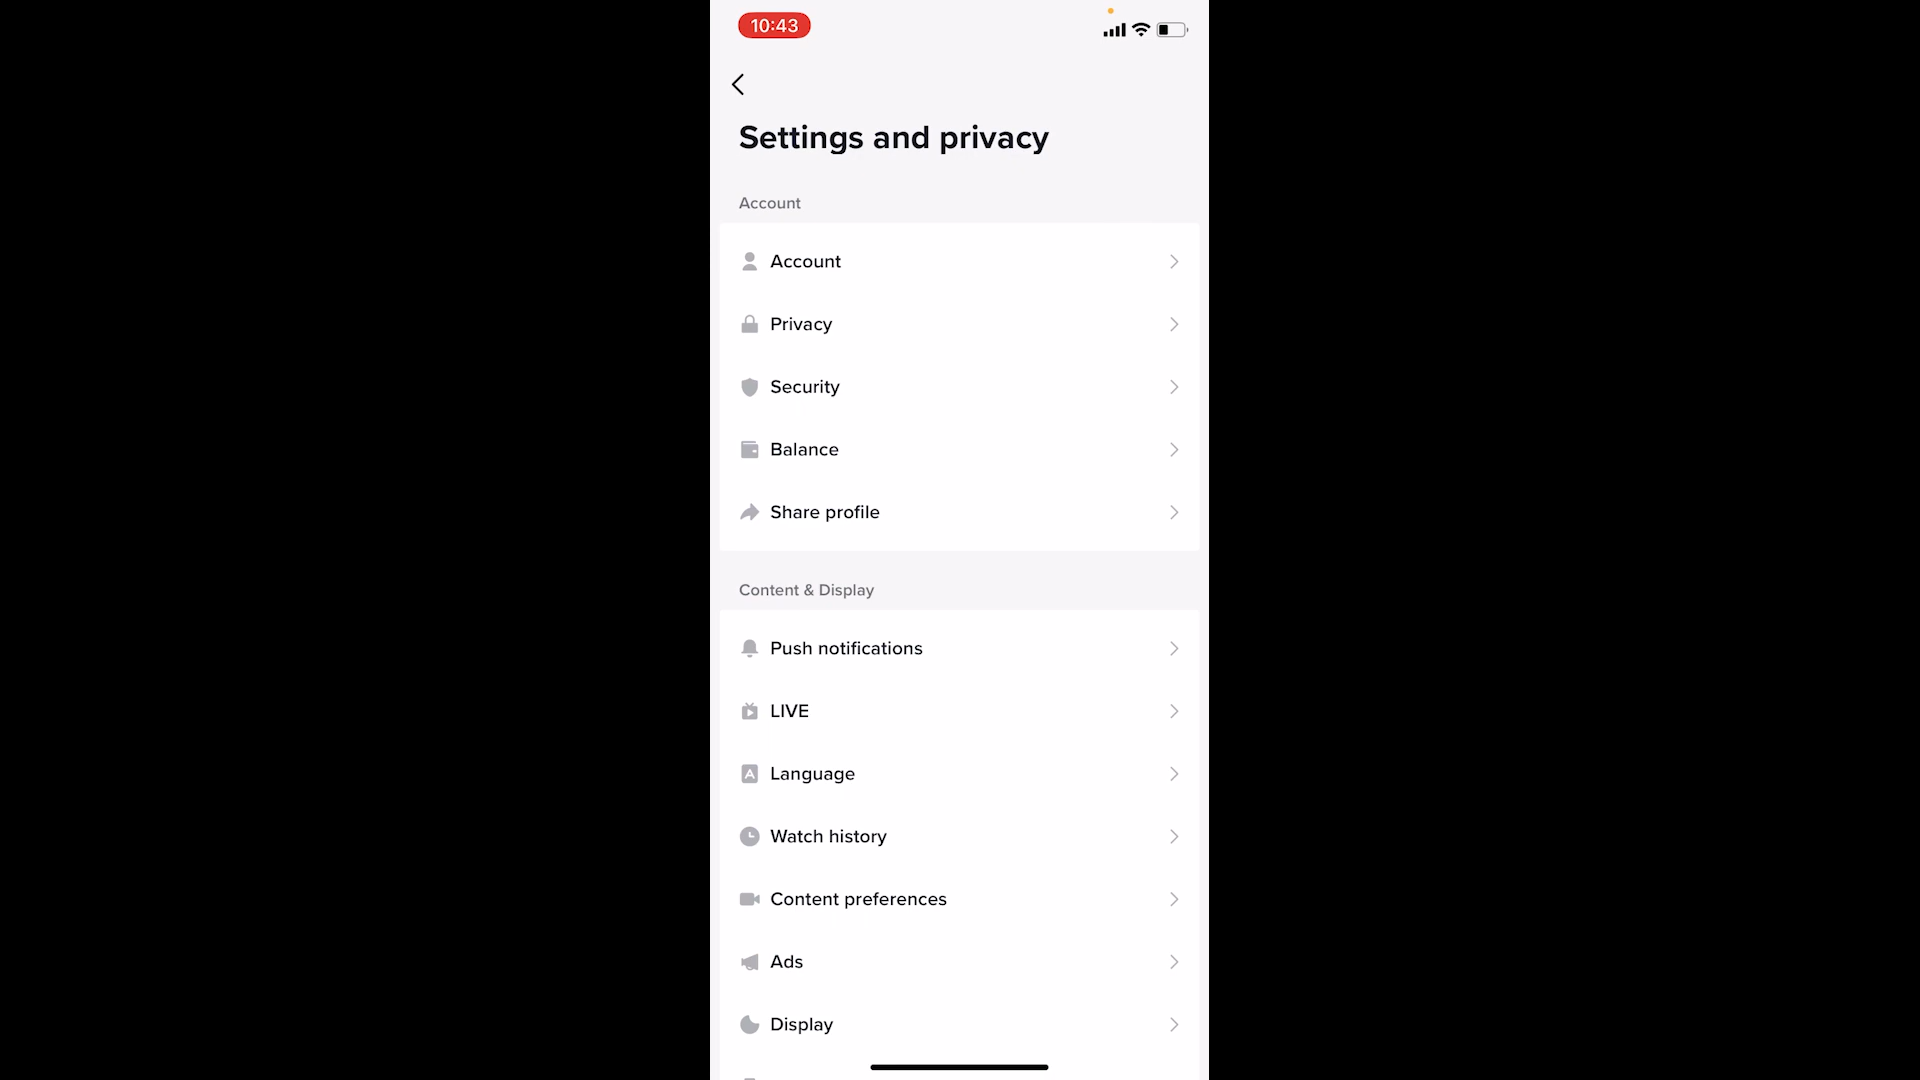 10:43
Settings and privacy
Account
Account
Privacy
Security
Balance
Share profile
Content & Display
Push notifications
LIVE
Language
Watch history
Content preferences
Ads
Display